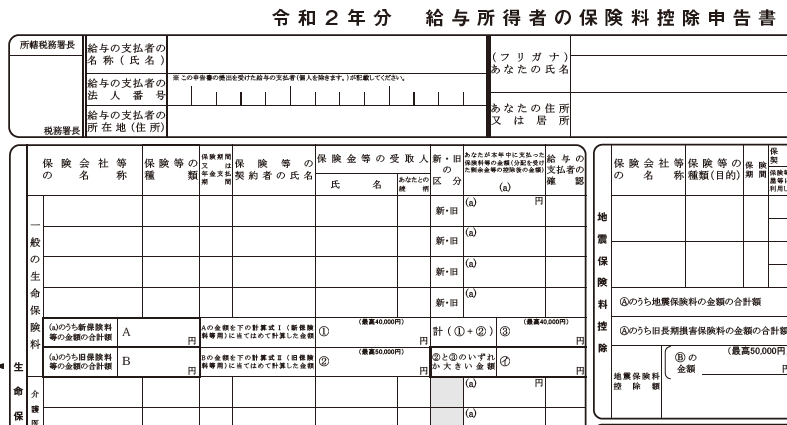 令和２年分　給与所得者の保険料控除申告書
所轄税務署長
税務署長
給与の支払者の
名称（氏名）
※この申告書の提出を受けた給与の支払者（個人を除きます。）が記載してください。
給与の支払者の
法人番号
給与の支払者の
所在地（住所）
（フリガナ）
あなたの氏名
あなたの住所
又は居所
保険会社等
の名称
保険等の
種類
保険期間
又は
年金支払
期間
保険等の
契約者の氏名
保険金等の受取人
氏名
あなたとの
続柄
新・旧
の
区分
あなたが本年中に支払った
保険料等の金額（分配を受け
た剰余金等の控除後の金額）
(a)
給与の
支払者の
確認
一般の生命保険料
新・旧
(a)
円
新・旧
(a)
新・旧
(a)
新・旧
(a)
(a)のうち新保険料
等の金額の合計額
A
円
Aの金額を下の計算式Ⅰ（新保険
料等用）に当てはめて計算した金額
①
（最高40,000円）
円
計（①＋②）
③
（最高40,000円）
円
(a)のうち旧保険料
等の金額の合計額
B
円
Bの金額を下の計算式Ⅱ（旧保険
料等用）に当てはめて計算した金額
②
（最高50,000円）
円
②と③のいずれ
か大きい金額
㋑
円
生命保
介護医
(a)
円
(a)
地震保険料控除
保険会社等
の名称
保険等の
種類（目的）
保険
期間
保
契
保険等
屋等に
利用し
Ⓐのうち地震保険料の金額の合計額
Ⓐのうち旧長期損害保険料の金額の合計額
地震保険料
控除額
Ⓑの
金額
（最高50,000円）
円